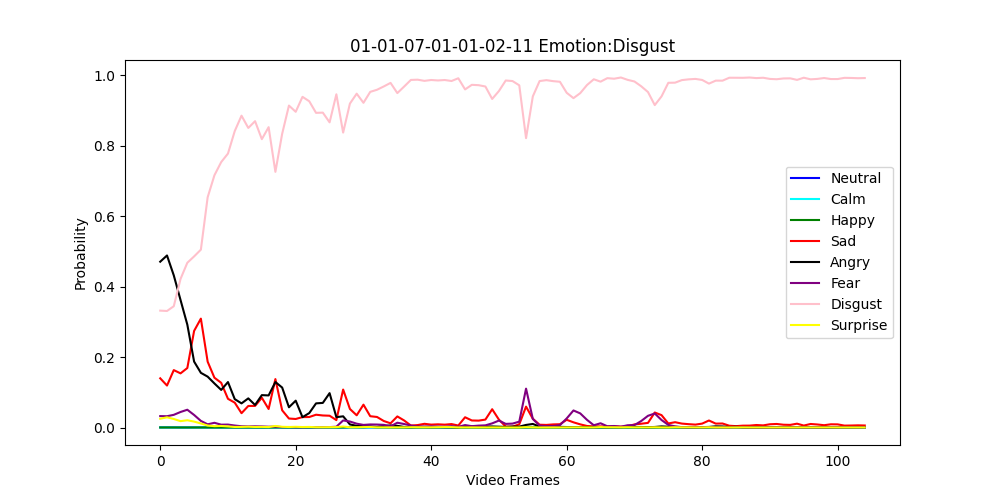 01-01-07-01-01-02-11 Emotion:Disgust
Probability
1.0
0.8
0.6
0.4
0.2
0.0
0
20
40
60
80
100
Video Frames
Neutral
Calm
Happy
Sad
Angry
Fear
Disgust
Surprise